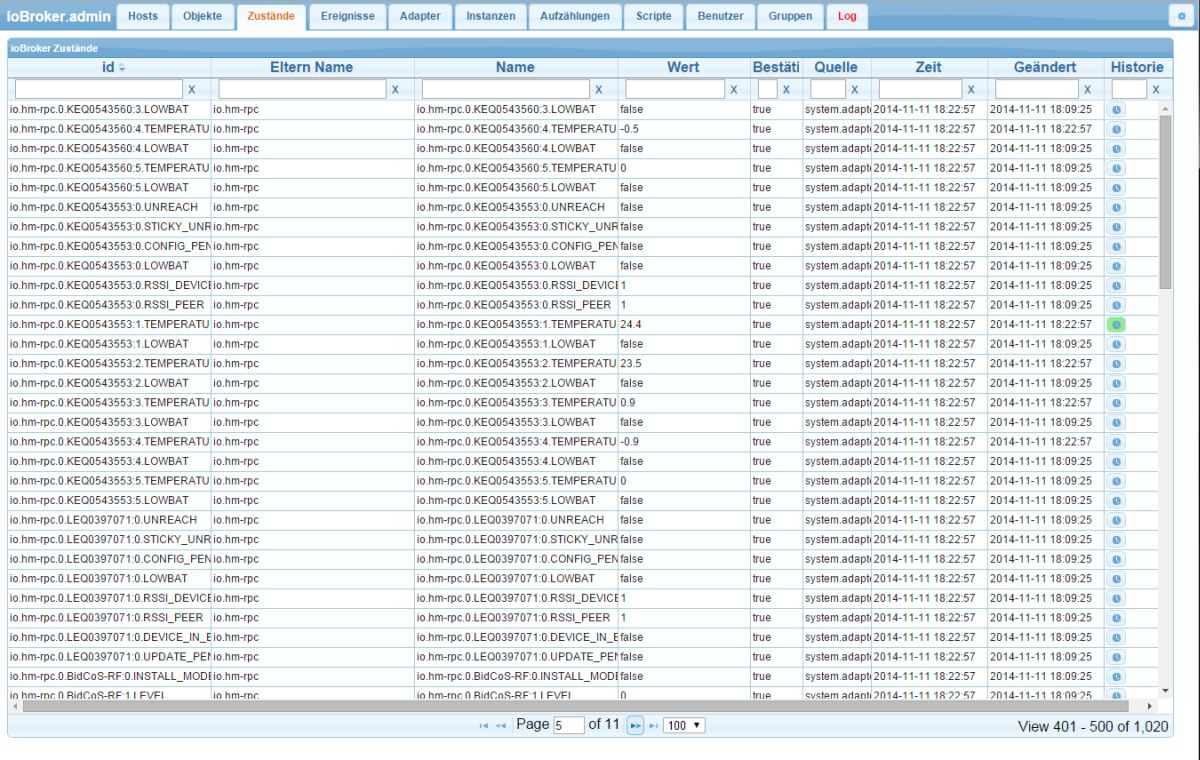 ioBroker.admin Hosts Objekte Zustände Ereignisse Adapter Instanzen Aufzählungen Scripte Benutzer Gruppen Log
ioBroker Zustände
id Eltern Name Name Wert Bestäti Quelle Zeit Geändert Historie
x x x x x x x x x
io.hm-rpc.0.KEQ0543560:3.LOWBAT io.hm-rpc io.hm-rpc.0.KEQ0543560:3.LOWBAT false true system.adapte 2014-11-11 18:22:57 2014-11-11 18:09:25
io.hm-rpc.0.KEQ0543560:4.TEMPERATU io.hm-rpc io.hm-rpc.0.KEQ0543560:4.TEMPERATU -0.5 true system.adapte 2014-11-11 18:22:57 2014-11-11 18:22:57
io.hm-rpc.0.KEQ0543560:4.LOWBAT io.hm-rpc io.hm-rpc.0.KEQ0543560:4.LOWBAT false true system.adapte 2014-11-11 18:22:57 2014-11-11 18:09:25
io.hm-rpc.0.KEQ0543560:5.TEMPERATU io.hm-rpc io.hm-rpc.0.KEQ0543560:5.TEMPERATU 0 true system.adapte 2014-11-11 18:22:57 2014-11-11 18:09:25
io.hm-rpc.0.KEQ0543560:5.LOWBAT io.hm-rpc io.hm-rpc.0.KEQ0543560:5.LOWBAT false true system.adapte 2014-11-11 18:22:57 2014-11-11 18:09:25
io.hm-rpc.0.KEQ0543553:0.UNREACH io.hm-rpc io.hm-rpc.0.KEQ0543553:0.UNREACH false true system.adapte 2014-11-11 18:22:57 2014-11-11 18:09:25
io.hm-rpc.0.KEQ0543553:0.STICKY_UNR io.hm-rpc io.hm-rpc.0.KEQ0543553:0.STICKY_UNR false true system.adapte 2014-11-11 18:22:57 2014-11-11 18:09:25
io.hm-rpc.0.KEQ0543553:0.CONFIG_PEN io.hm-rpc io.hm-rpc.0.KEQ0543553:0.CONFIG_PEN false true system.adapte 2014-11-11 18:22:57 2014-11-11 18:09:25
io.hm-rpc.0.KEQ0543553:0.LOWBAT io.hm-rpc io.hm-rpc.0.KEQ0543553:0.LOWBAT false true system.adapte 2014-11-11 18:22:57 2014-11-11 18:09:25
io.hm-rpc.0.KEQ0543553:0.RSSI_DEVICE io.hm-rpc io.hm-rpc.0.KEQ0543553:0.RSSI_DEVICE 1 true system.adapte 2014-11-11 18:22:57 2014-11-11 18:09:25
io.hm-rpc.0.KEQ0543553:0.RSSI_PEER io.hm-rpc io.hm-rpc.0.KEQ0543553:0.RSSI_PEER 1 true system.adapte 2014-11-11 18:22:57 2014-11-11 18:09:25
io.hm-rpc.0.KEQ0543553:1.TEMPERATU io.hm-rpc io.hm-rpc.0.KEQ0543553:1.TEMPERATU 24.4 true system.adapte 2014-11-11 18:22:57 2014-11-11 18:22:57
io.hm-rpc.0.KEQ0543553:1.LOWBAT io.hm-rpc io.hm-rpc.0.KEQ0543553:1.LOWBAT false true system.adapte 2014-11-11 18:22:57 2014-11-11 18:09:25
io.hm-rpc.0.KEQ0543553:2.TEMPERATU io.hm-rpc io.hm-rpc.0.KEQ0543553:2.TEMPERATU 23.5 true system.adapte 2014-11-11 18:22:57 2014-11-11 18:22:57
io.hm-rpc.0.KEQ0543553:2.LOWBAT io.hm-rpc io.hm-rpc.0.KEQ0543553:2.LOWBAT false true system.adapte 2014-11-11 18:22:57 2014-11-11 18:09:25
io.hm-rpc.0.KEQ0543553:3.TEMPERATU io.hm-rpc io.hm-rpc.0.KEQ0543553:3.TEMPERATU 0.9 true system.adapte 2014-11-11 18:22:57 2014-11-11 18:22:57
io.hm-rpc.0.KEQ0543553:3.LOWBAT io.hm-rpc io.hm-rpc.0.KEQ0543553:3.LOWBAT false true system.adapte 2014-11-11 18:22:57 2014-11-11 18:09:25
io.hm-rpc.0.KEQ0543553:4.TEMPERATU io.hm-rpc io.hm-rpc.0.KEQ0543553:4.TEMPERATU -0.9 true system.adapte 2014-11-11 18:22:57 2014-11-11 18:22:57
io.hm-rpc.0.KEQ0543553:4.LOWBAT io.hm-rpc io.hm-rpc.0.KEQ0543553:4.LOWBAT false true system.adapte 2014-11-11 18:22:57 2014-11-11 18:09:25
io.hm-rpc.0.KEQ0543553:5.TEMPERATU io.hm-rpc io.hm-rpc.0.KEQ0543553:5.TEMPERATU 0 true system.adapte 2014-11-11 18:22:57 2014-11-11 18:09:25
io.hm-rpc.0.KEQ0543553:5.LOWBAT io.hm-rpc io.hm-rpc.0.KEQ0543553:5.LOWBAT false true system.adapte 2014-11-11 18:22:57 2014-11-11 18:09:25
io.hm-rpc.0.LEQ0397071:0.UNREACH io.hm-rpc io.hm-rpc.0.LEQ0397071:0.UNREACH false true system.adapte 2014-11-11 18:22:57 2014-11-11 18:09:25
io.hm-rpc.0.LEQ0397071:0.STICKY_UNR io.hm-rpc io.hm-rpc.0.LEQ0397071:0.STICKY_UNR false true system.adapte 2014-11-11 18:22:57 2014-11-11 18:09:25
io.hm-rpc.0.LEQ0397071:0.CONFIG_PEN io.hm-rpc io.hm-rpc.0.LEQ0397071:0.CONFIG_PEN false true system.adapte 2014-11-11 18:22:57 2014-11-11 18:09:25
io.hm-rpc.0.LEQ0397071:0.LOWBAT io.hm-rpc io.hm-rpc.0.LEQ0397071:0.LOWBAT false true system.adapte 2014-11-11 18:22:57 2014-11-11 18:09:25
io.hm-rpc.0.LEQ0397071:0.RSSI_DEVICE io.hm-rpc io.hm-rpc.0.LEQ0397071:0.RSSI_DEVICE 1 true system.adapte 2014-11-11 18:22:57 2014-11-11 18:09:25
io.hm-rpc.0.LEQ0397071:0.RSSI_PEER io.hm-rpc io.hm-rpc.0.LEQ0397071:0.RSSI_PEER 1 true system.adapte 2014-11-11 18:22:57 2014-11-11 18:09:25
io.hm-rpc.0.LEQ0397071:0.DEVICE_IN_E io.hm-rpc io.hm-rpc.0.LEQ0397071:0.DEVICE_IN_E false true system.adapte 2014-11-11 18:22:57 2014-11-11 18:09:25
io.hm-rpc.0.LEQ0397071:0.UPDATE_PEN io.hm-rpc io.hm-rpc.0.LEQ0397071:0.UPDATE_PEN false true system.adapte 2014-11-11 18:22:57 2014-11-11 18:09:25
io.hm-rpc.0.BidCoS-RF:0.INSTALL_MODE io.hm-rpc io.hm-rpc.0.BidCoS-RF:0.INSTALL_MODE false true system.adapte 2014-11-11 18:22:57 2014-11-11 18:09:25
io.hm-rpc.0.BidCoS-RF:1.LEVEL io.hm-rpc io.hm-rpc.0.BidCoS-RF:1.LEVEL 0 true system.adapte 2014-11-11 18:22:57 2014-11-11 18:09:25
Page 5 of 11 100 View 401 - 500 of 1,020